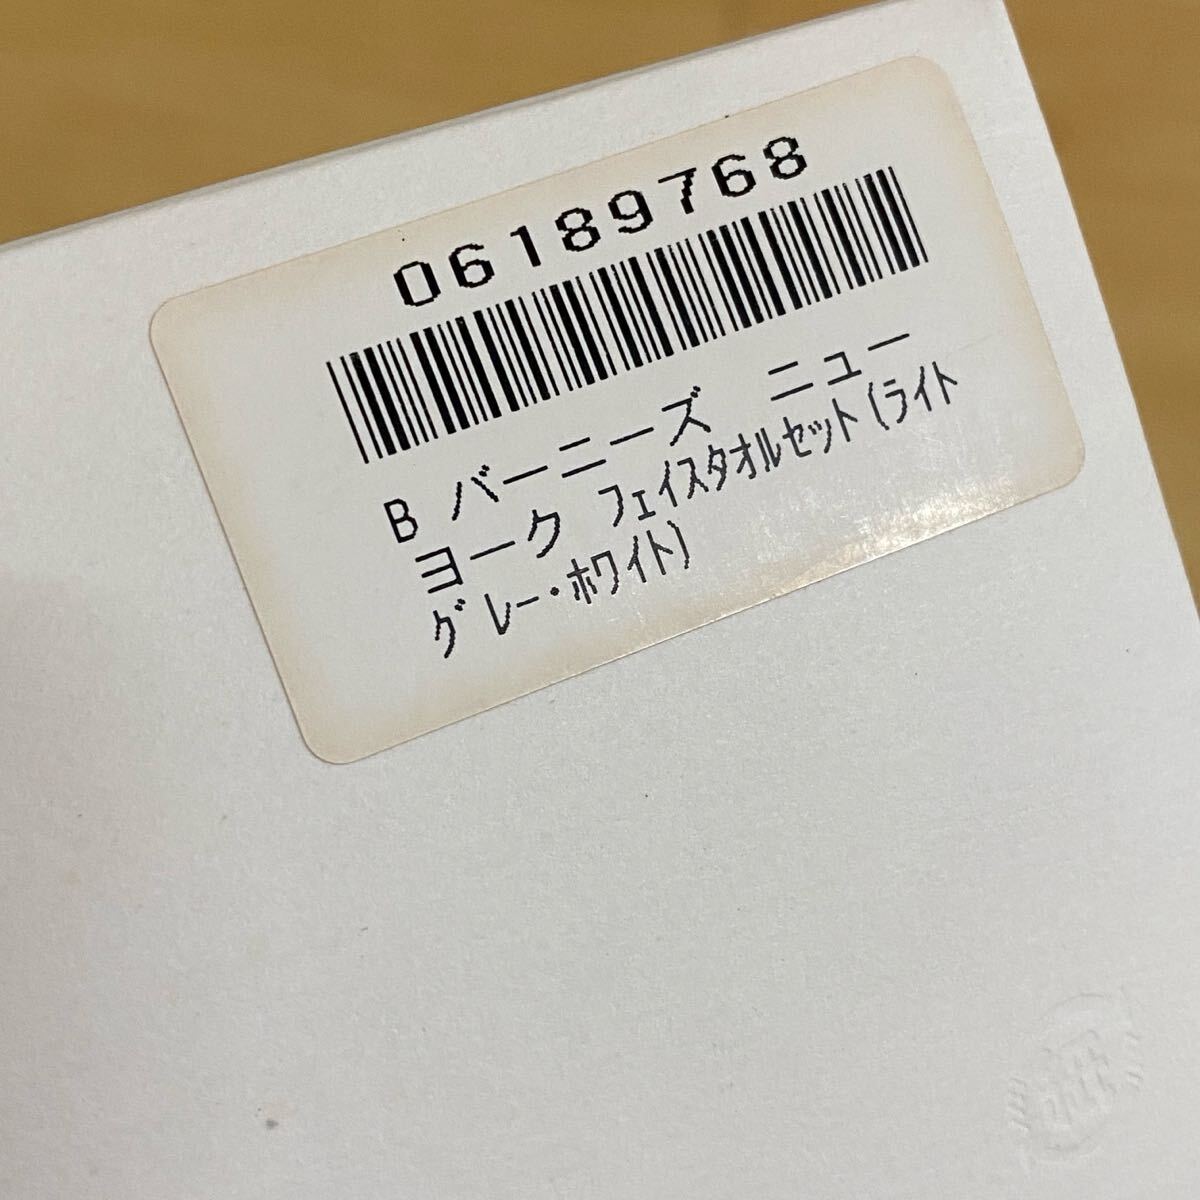 06189768
B バーニーズ　ニュー
ヨーク ﾌｪｲｽﾀｵﾙｾｯﾄ(ﾗｲﾄ
ｸﾞﾚｰ･ﾎﾜｲﾄ)